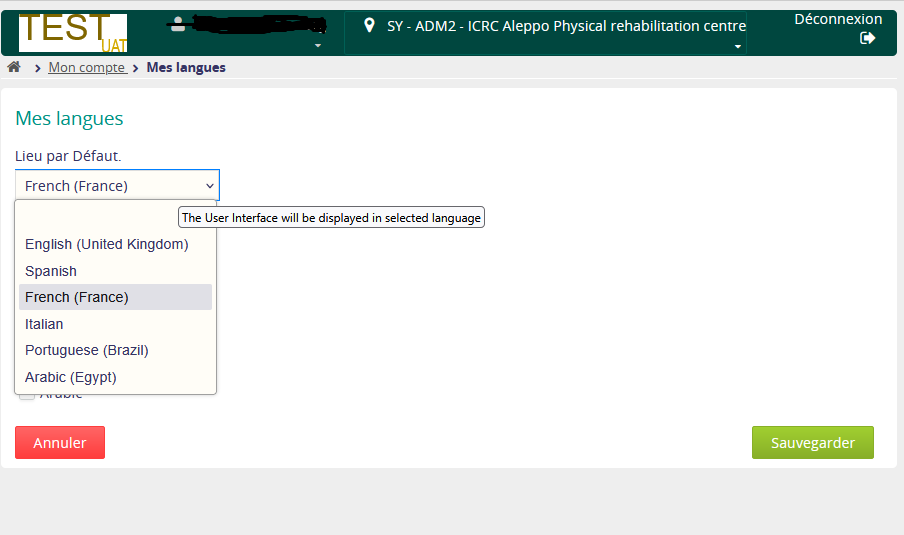 TEST
UAT
SY - ADM2 - ICRC Aleppo Physical rehabilitation centre
Déconnexion
Mon compte > Mes langues
Mes langues
Lieu par Défaut.
French (France)
The User Interface will be displayed in selected language
English (United Kingdom)
Spanish
French (France)
Italian
Portuguese (Brazil)
Arabic (Egypt)
Arabic
Annuler
Sauvegarder